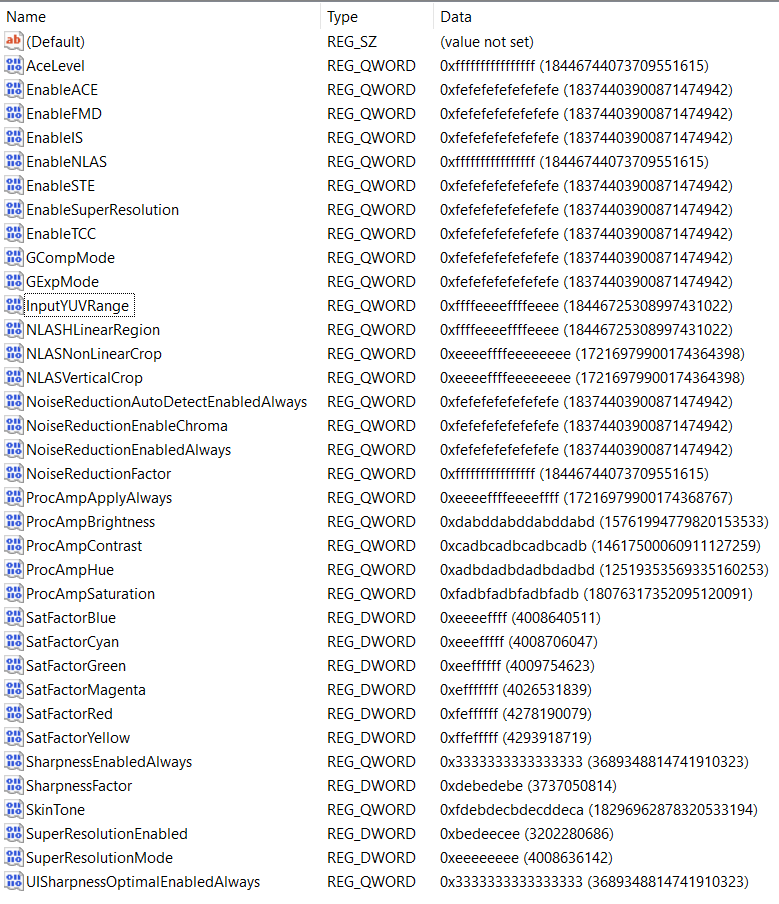 Name Type Data
(Default) REG_SZ (value not set)
AceLevel REG_QWORD 0xffffffffffffffff (18446744073709551615)
EnableACE REG_QWORD 0xfefefefefefefefe (18374403900871474942)
EnableFMD REG_QWORD 0xfefefefefefefefe (18374403900871474942)
EnableIS REG_QWORD 0xfefefefefefefefe (18374403900871474942)
EnableNLAS REG_QWORD 0xffffffffffffffff (18446744073709551615)
EnableSTE REG_QWORD 0xfefefefefefefefe (18374403900871474942)
EnableSuperResolution REG_QWORD 0xfefefefefefefefe (18374403900871474942)
EnableTCC REG_QWORD 0xfefefefefefefefe (18374403900871474942)
GCompMode REG_QWORD 0xfefefefefefefefe (18374403900871474942)
GExpMode REG_QWORD 0xfefefefefefefefe (18374403900871474942)
InputYUVRange REG_QWORD 0xffffeeeeffffeeee (18446725308997431022)
NLASHLinearRegion REG_QWORD 0xffffeeeeffffeeee (18446725308997431022)
NLASNonLinearCrop REG_QWORD 0xeeeeffffeeeeeeee (17216979900174364398)
NLASVerticalCrop REG_QWORD 0xeeeeffffeeeeeeee (17216979900174364398)
NoiseReductionAutoDetectEnabledAlways REG_QWORD 0xfefefefefefefefe (18374403900871474942)
NoiseReductionEnableChroma REG_QWORD 0xfefefefefefefefe (18374403900871474942)
NoiseReductionEnabledAlways REG_QWORD 0xfefefefefefefefe (18374403900871474942)
NoiseReductionFactor REG_QWORD 0xffffffffffffffff (18446744073709551615)
ProcAmpApplyAlways REG_QWORD 0xeeeeffffeeeeffff (17216979900174368767)
ProcAmpBrightness REG_QWORD 0xdabddabddabddabd (15761994779820153533)
ProcAmpContrast REG_QWORD 0xcadbcadbcadbcadb (14617500060911127259)
ProcAmpHue REG_QWORD 0xadbdadbdadbdadbd (12519353569335160253)
ProcAmpSaturation REG_QWORD 0xfadbfadbfadbfadb (18076317352095120091)
SatFactorBlue REG_DWORD 0xeeeeffff (4008640511)
SatFactorCyan REG_DWORD 0xeeefffff (4008706047)
SatFactorGreen REG_DWORD 0xeeffffff (4009754623)
SatFactorMagenta REG_DWORD 0xefffffff (4026531839)
SatFactorRed REG_DWORD 0xfeffffff (4278190079)
SatFactorYellow REG_DWORD 0xffefffff (4293918719)
SharpnessEnabledAlways REG_QWORD 0x3333333333333333 (3689348814741910323)
SharpnessFactor REG_DWORD 0xdebedebe (3737050814)
SkinTone REG_QWORD 0xfdebdecbdecddeca (18296962878320533194)
SuperResolutionEnabled REG_DWORD 0xbedeecee (3202280686)
SuperResolutionMode REG_DWORD 0xeeeeeeee (4008636142)
UISharpnessOptimalEnabledAlways REG_QWORD 0x3333333333333333 (3689348814741910323)